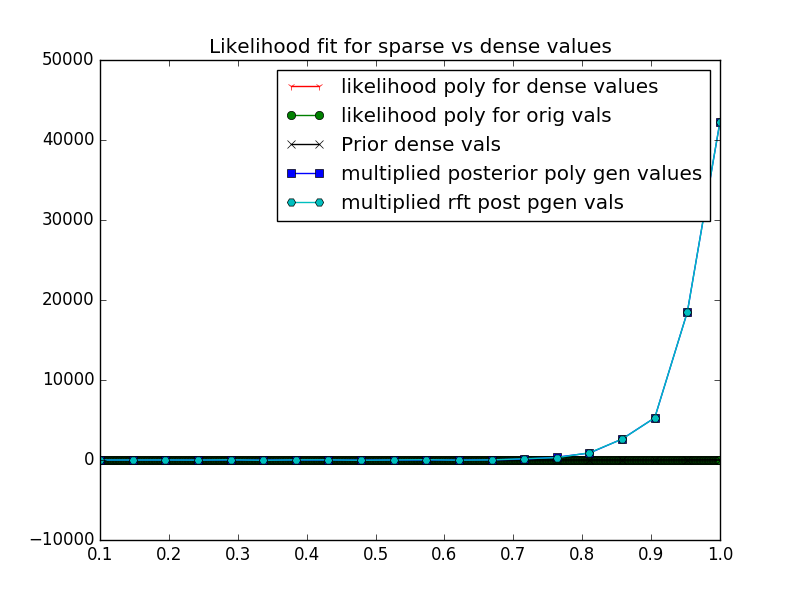 Likelihood fit for sparse vs dense values
50000
40000
30000
20000
10000
0
−10000
likelihood poly for dense values
likelihood poly for orig vals
Prior dense vals
multiplied posterior poly gen values
multiplied rft post pgen vals
0.1 0.2 0.3 0.4 0.5 0.6 0.7 0.8 0.9 1.0